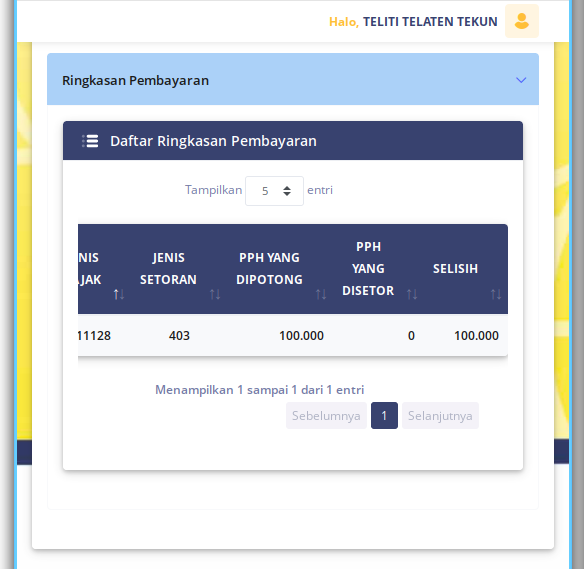 Halo, TELITI TELATEN TEKUN
Ringkasan Pembayaran
Daftar Ringkasan Pembayaran
Tampilkan 5 entri
NIS JAK
JENIS SETORAN
PPH YANG DIPOTONG
PPH YANG DISETOR
SELISIH
11128 403 100.000 0 100.000
Menampilkan 1 sampai 1 dari 1 entri
Sebelumnya 1 Selanjutnya